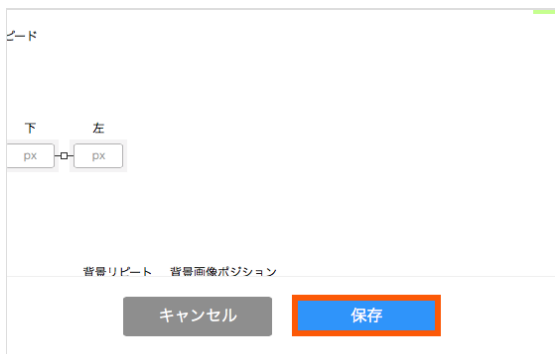 ピード
下 左
px px
背景リピート 背景画像ポジション
キャンセル 保存